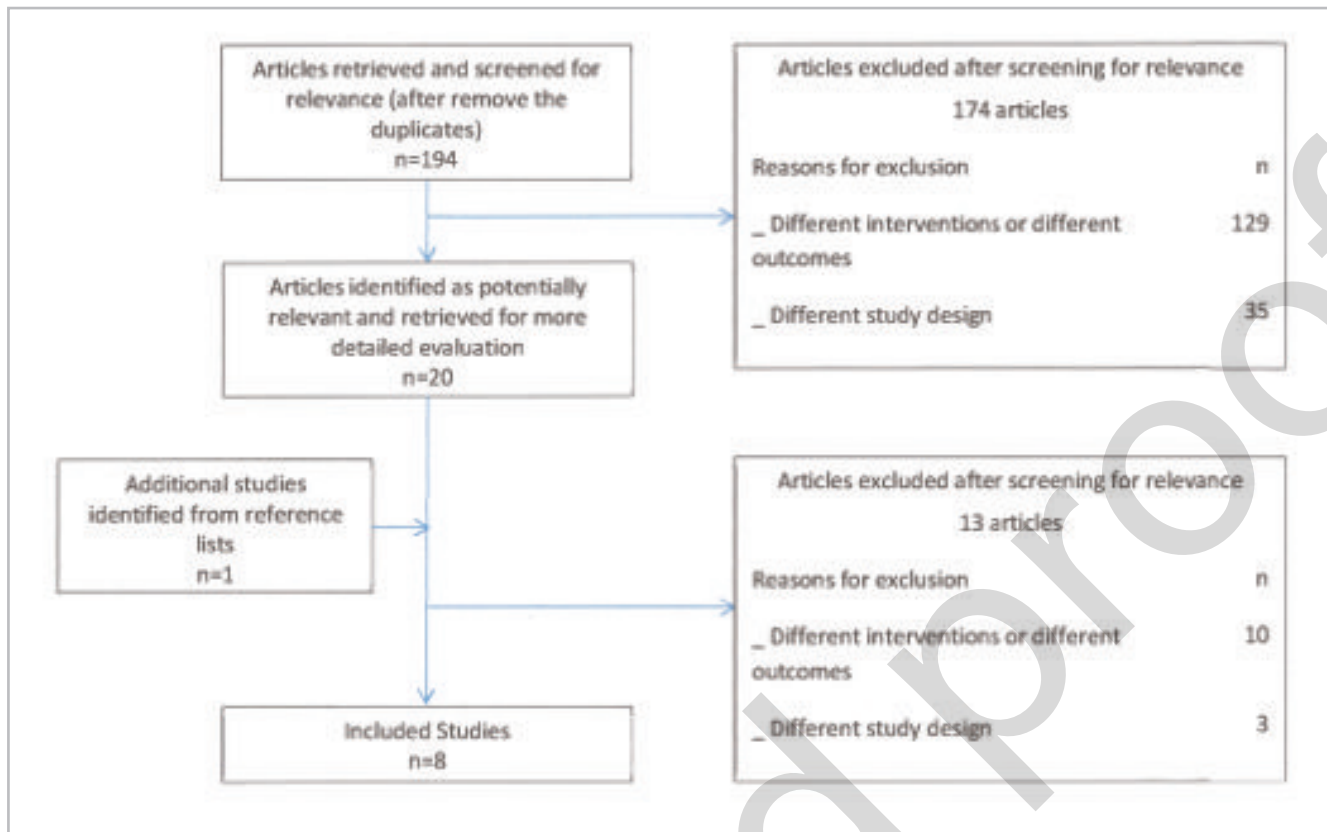 Articles retrieved and screened for
relevance (after remove the
duplicates)
n=194
Articles excluded after screening for relevance
174 articles
Reasons for exclusion n
_ Different interventions or different 129
outcomes
_ Different study design 35
Articles identified as potentially
relevant and retrieved for more
detailed evaluation
n=20
Additional studies
identified from reference
lists
n=1
Articles excluded after screening for relevance
13 articles
Reasons for exclusion n
_ Different interventions or different 10
outcomes
_ Different study design 3
Included Studies
n=8
d proof